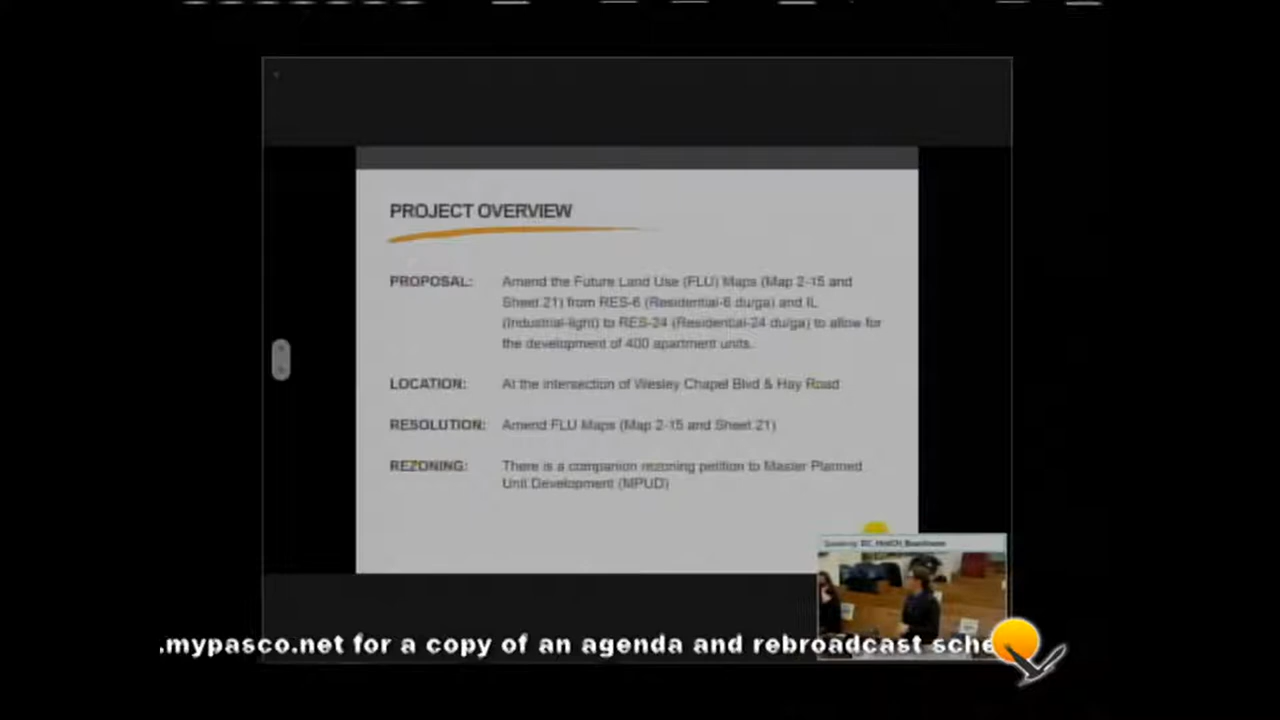 PROJECT OVERVIEW
PROPOSAL: Amend the Future Land Use (FLU) Maps (Map 2-15 and
Sheet 21) from RES-6 (Residential-6 du/ga) and IL
(Industrial-light) to RES-24 (Residential-24 du/ga) to allow for
the development of 400 apartment units.
LOCATION: At the intersection of Wesley Chapel Blvd & Hay Road
RESOLUTION: Amend FLU Maps (Map 2-15 and Sheet 21)
REZONING: There is a companion rezoning petition to Master Planned
Unit Development (MPUD)
.mypasco.net for a copy of an agenda and rebroadcast sche